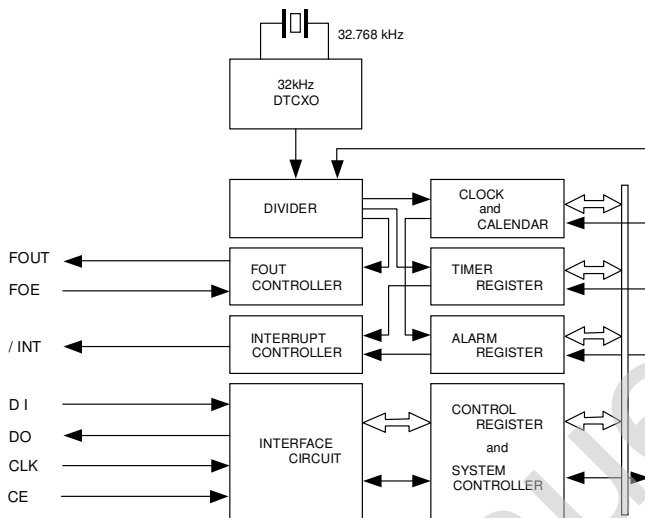 32.768 kHz
32kHz
DTCXO
DIVIDER
CLOCK
and
CALENDAR
FOUT
FOE
FOUT
CONTROLLER
TIMER
REGISTER
/ INT
INTERRUPT
CONTROLLER
ALARM
REGISTER
D I
DO
CLK
CE
INTERFACE
CIRCUIT
CONTROL
REGISTER
and
SYSTEM
CONTROLLER